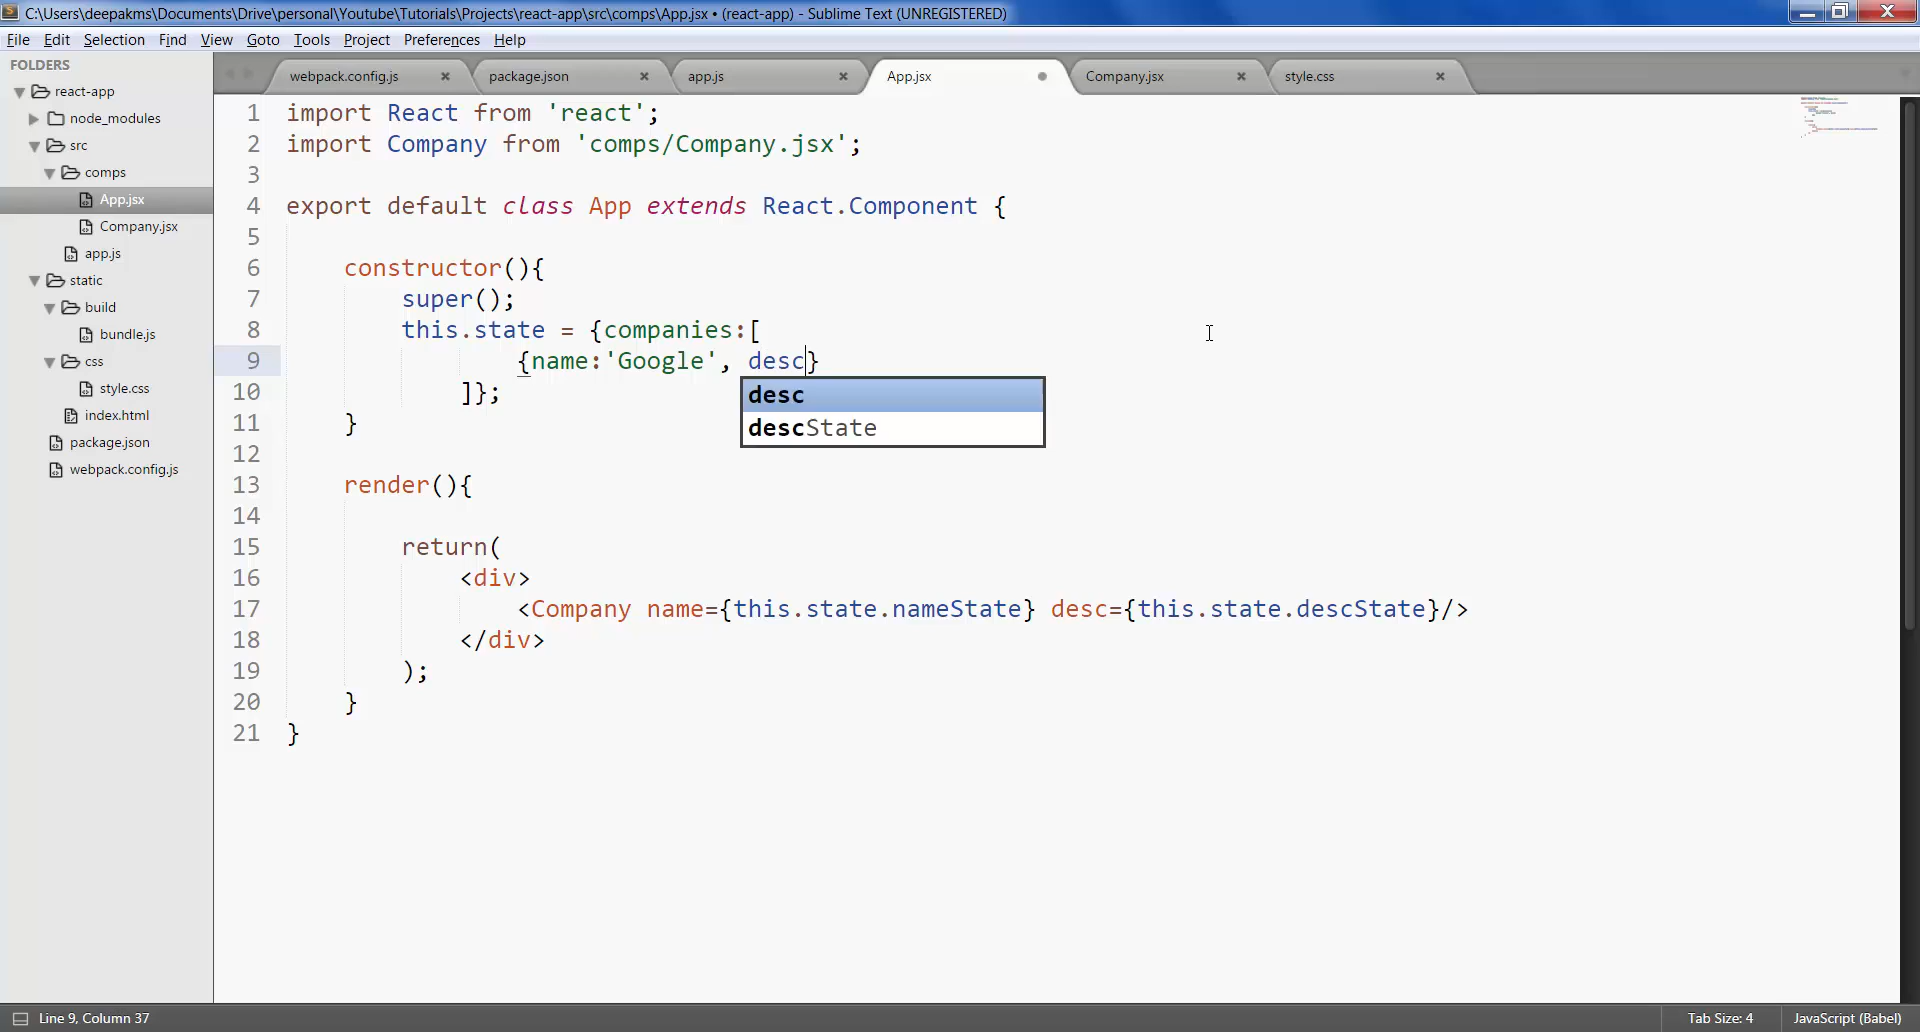 C:\Users\deepakms\Documents\Drive\personal\Youtube\Tutorials\Projects\react-app\src\comps\App.jsx • (react-app) - Sublime Text (UNREGISTERED)
File Edit Selection Find View Goto Tools Project Preferences Help
FOLDERS
react-app
node_modules
src
comps
App.jsx
Company.jsx
app.js
static
build
bundle.js
css
style.css
index.html
package.json
webpack.config.js
webpack.config.js package.json app.js App.jsx Company.jsx style.css
1 import React from 'react';
2 import Company from 'comps/Company.jsx';
3
4 export default class App extends React.Component {
5
6 constructor(){
7 super();
8 this.state = {companies:[
9 {name:'Google', desc}
desc
descState
10 ]};
11 }
12
13 render(){
14
15 return(
16 <div>
17 <Company name={this.state.nameState} desc={this.state.descState}/>
18 </div>
19 );
20 }
21 }
Line 9, Column 37
Tab Size: 4
JavaScript (Babel)